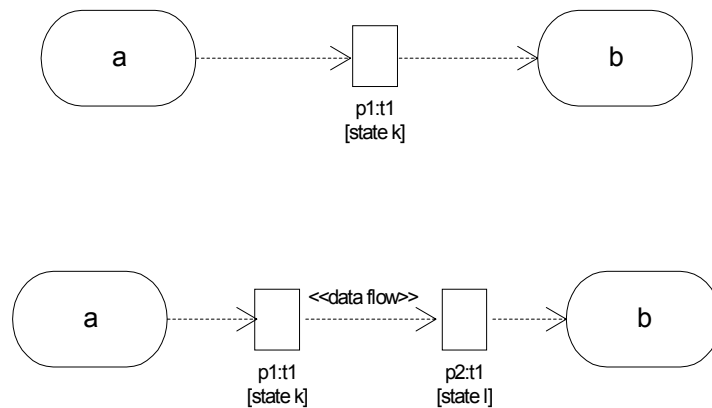 a
b
p1:t1
[state k]
<<data flow>>
a
b
p1:t1
p2:t1
[state k]
[state l]